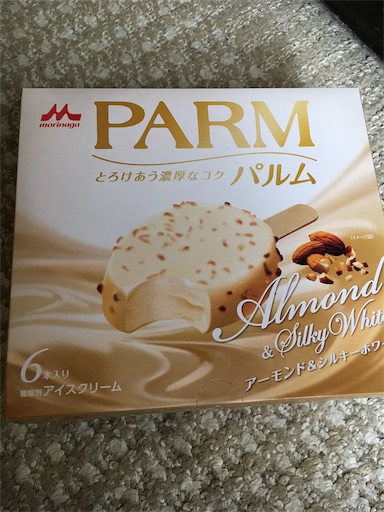 morinaga
PARM
とろけあう濃厚なコク パルム
(イメージ図)
Almond
& Silky White
アーモンド&シルキーホワ
6本入り
種類別 アイスクリーム